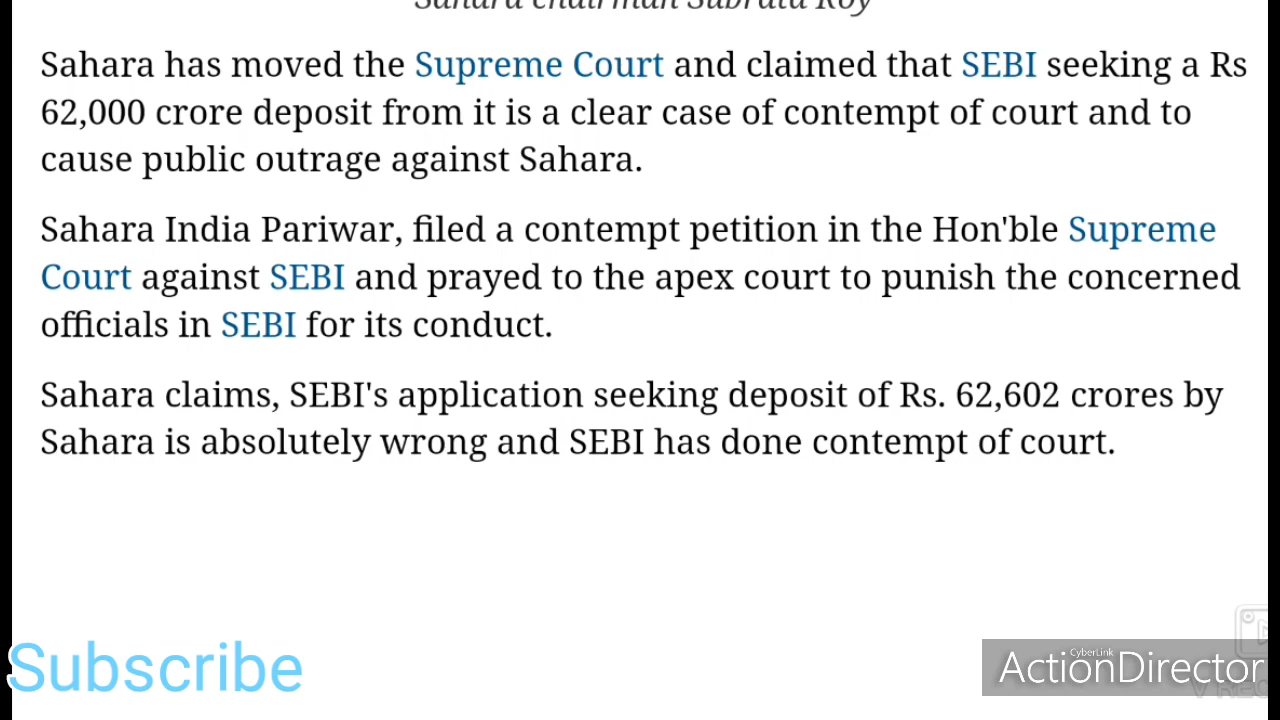 Sahara Chairman Subrata Roy
Sahara has moved the Supreme Court and claimed that SEBI seeking a Rs
62,000 crore deposit from it is a clear case of contempt of court and to
cause public outrage against Sahara.
Sahara India Pariwar, filed a contempt petition in the Hon'ble Supreme
Court against SEBI and prayed to the apex court to punish the concerned
officials in SEBI for its conduct.
Sahara claims, SEBI's application seeking deposit of Rs. 62,602 crores by
Sahara is absolutely wrong and SEBI has done contempt of court.
Subscribe
CyberLink
ActionDirector